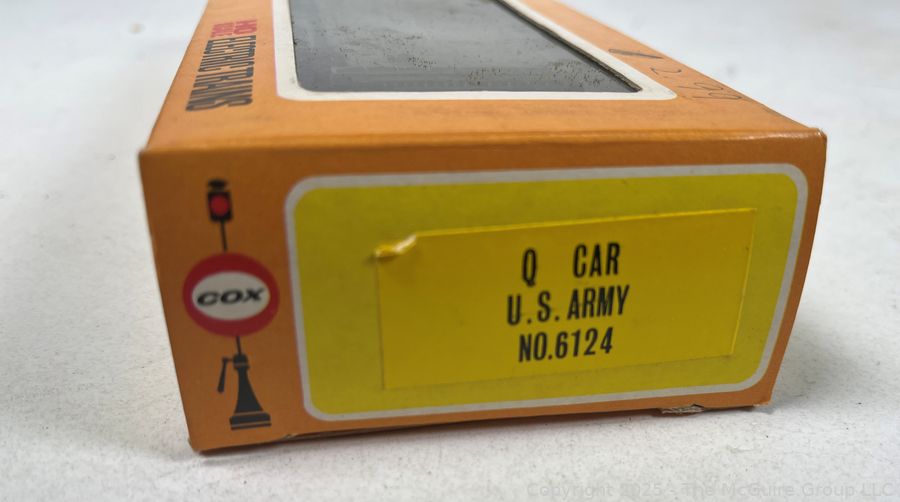 HO ELECTRIC TRAINS
COX
Q CAR
U.S. ARMY
NO.6124
Copyright 2025 - The McGuire Group LLC